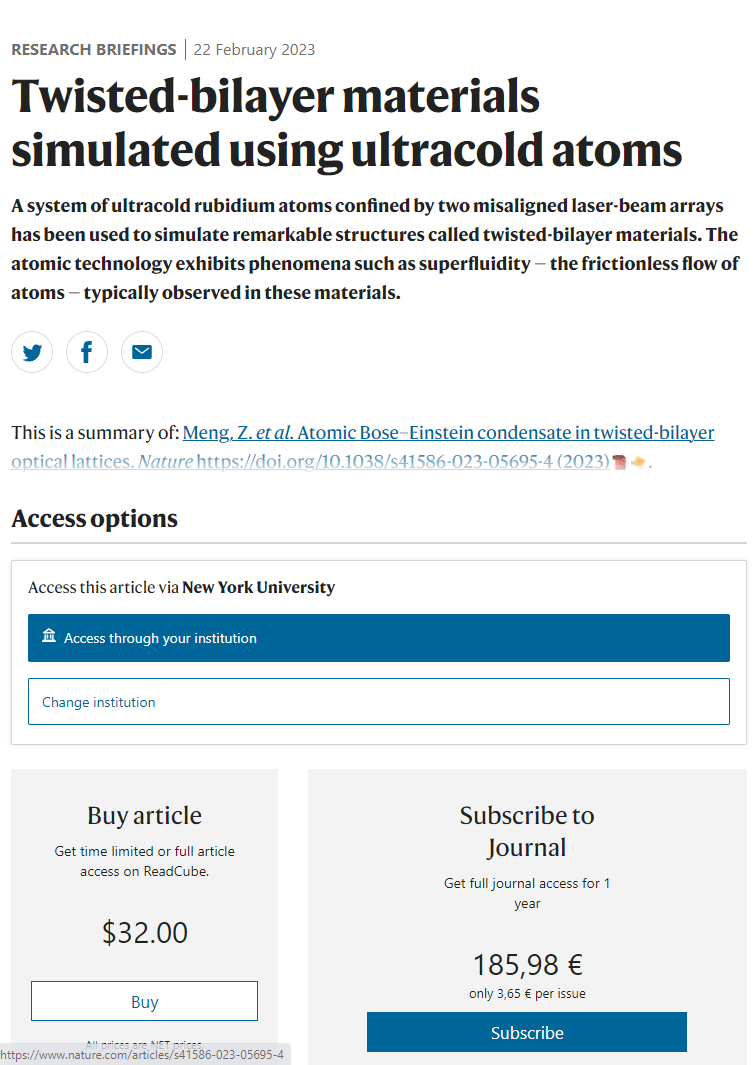 RESEARCH BRIEFINGS | 22 February 2023
Twisted-bilayer materials
simulated using ultracold atoms
A system of ultracold rubidium atoms confined by two misaligned laser-beam arrays
has been used to simulate remarkable structures called twisted-bilayer materials. The
atomic technology exhibits phenomena such as superfluidity — the frictionless flow of
atoms — typically observed in these materials.
This is a summary of: Meng, Z. et al. Atomic Bose–Einstein condensate in twisted-bilayer
optical lattices. Nature https://doi.org/10.1038/s41586-023-05695-4 (2023) .
Access options
Access this article via New York University
Access through your institution
Change institution
Buy article
Get time limited or full article
access on ReadCube.
$32.00
Buy
All prices are NET prices.
Subscribe to
Journal
Get full journal access for 1
year
185,98 €
only 3,65 € per issue
Subscribe
https://www.nature.com/articles/s41586-023-05695-4